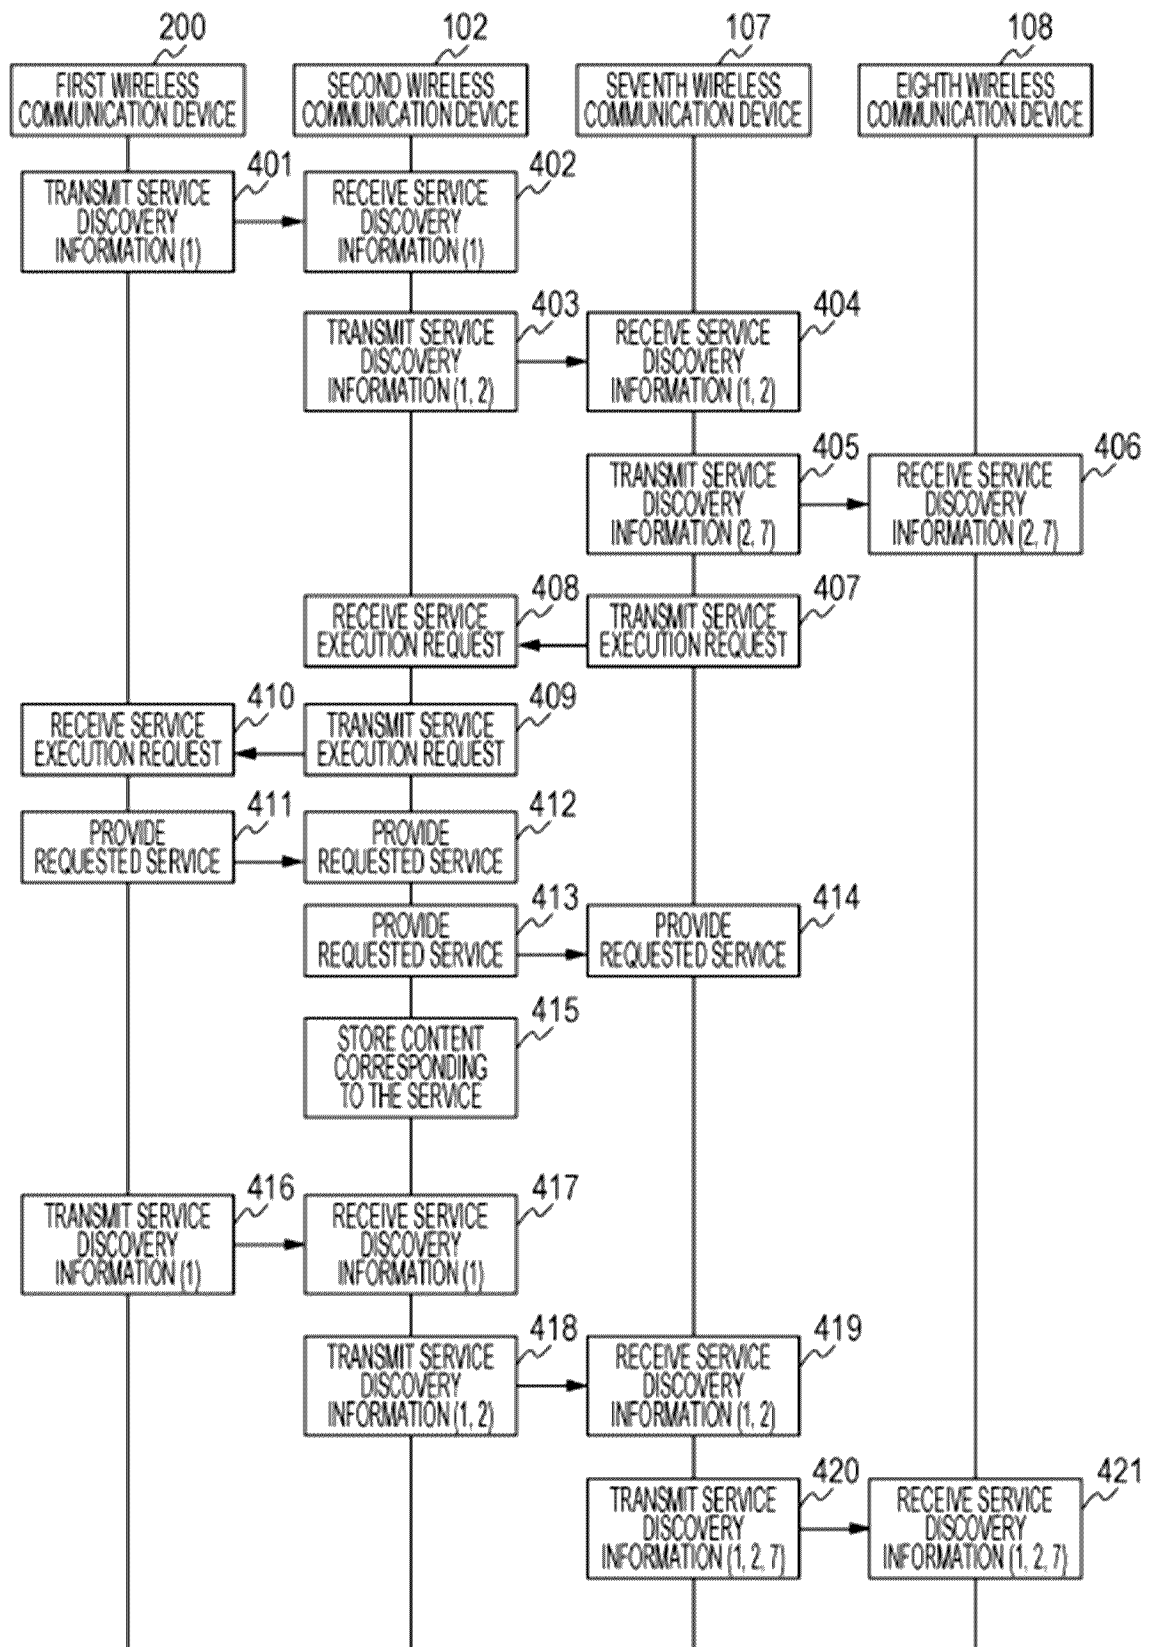 200
102
107
108
FIRST WIRELESS
COMMUNICATION DEVICE
SECOND WIRELESS
COMMUNICATION DEVICE
SEVENTH WIRELESS
COMMUNICATION DEVICE
EIGHTH WIRELESS
COMMUNICATION DEVICE
401
TRANSMIT SERVICE
DISCOVERY
INFORMATION (1)
402
RECEIVE SERVICE
DISCOVERY
INFORMATION (1)
403
TRANSMIT SERVICE
DISCOVERY
INFORMATION (1, 2)
404
RECEIVE SERVICE
DISCOVERY
INFORMATION (1, 2)
405
TRANSMIT SERVICE
DISCOVERY
INFORMATION (2, 7)
406
RECEIVE SERVICE
DISCOVERY
INFORMATION (2, 7)
408
RECEIVE SERVICE
EXECUTION REQUEST
407
TRANSMIT SERVICE
EXECUTION REQUEST
410
RECEIVE SERVICE
EXECUTION REQUEST
409
TRANSMIT SERVICE
EXECUTION REQUEST
411
PROVIDE
REQUESTED SERVICE
412
PROVIDE
REQUESTED SERVICE
413
PROVIDE
REQUESTED SERVICE
414
PROVIDE
REQUESTED SERVICE
415
STORE CONTENT
CORRESPONDING
TO THE SERVICE
416
TRANSMIT SERVICE
DISCOVERY
INFORMATION (1)
417
RECEIVE SERVICE
DISCOVERY
INFORMATION (1)
418
TRANSMIT SERVICE
DISCOVERY
INFORMATION (1, 2)
419
RECEIVE SERVICE
DISCOVERY
INFORMATION (1, 2)
420
TRANSMIT SERVICE
DISCOVERY
INFORMATION (1, 2, 7)
421
RECEIVE SERVICE
DISCOVERY
INFORMATION (1, 2, 7)